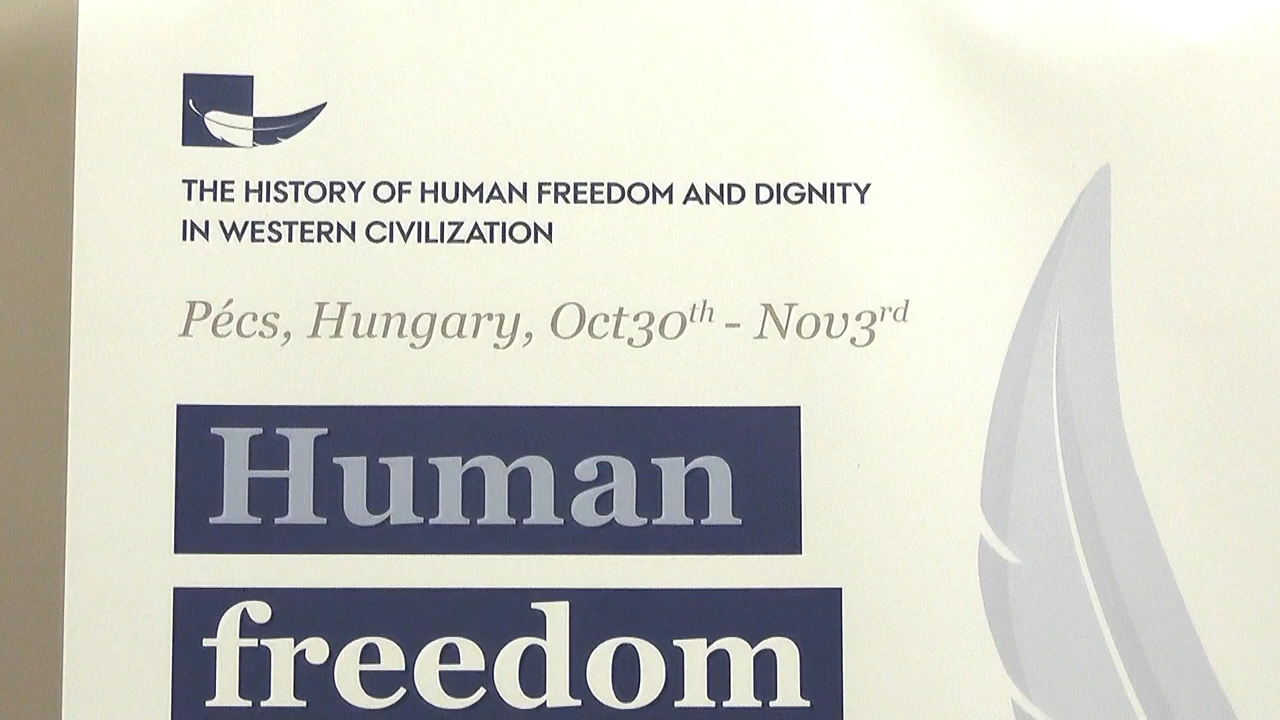 THE HISTORY OF HUMAN FREEDOM AND DIGNITY
IN WESTERN CIVILIZATION
Pécs, Hungary, Oct30th - Nov3rd
Human
freedom